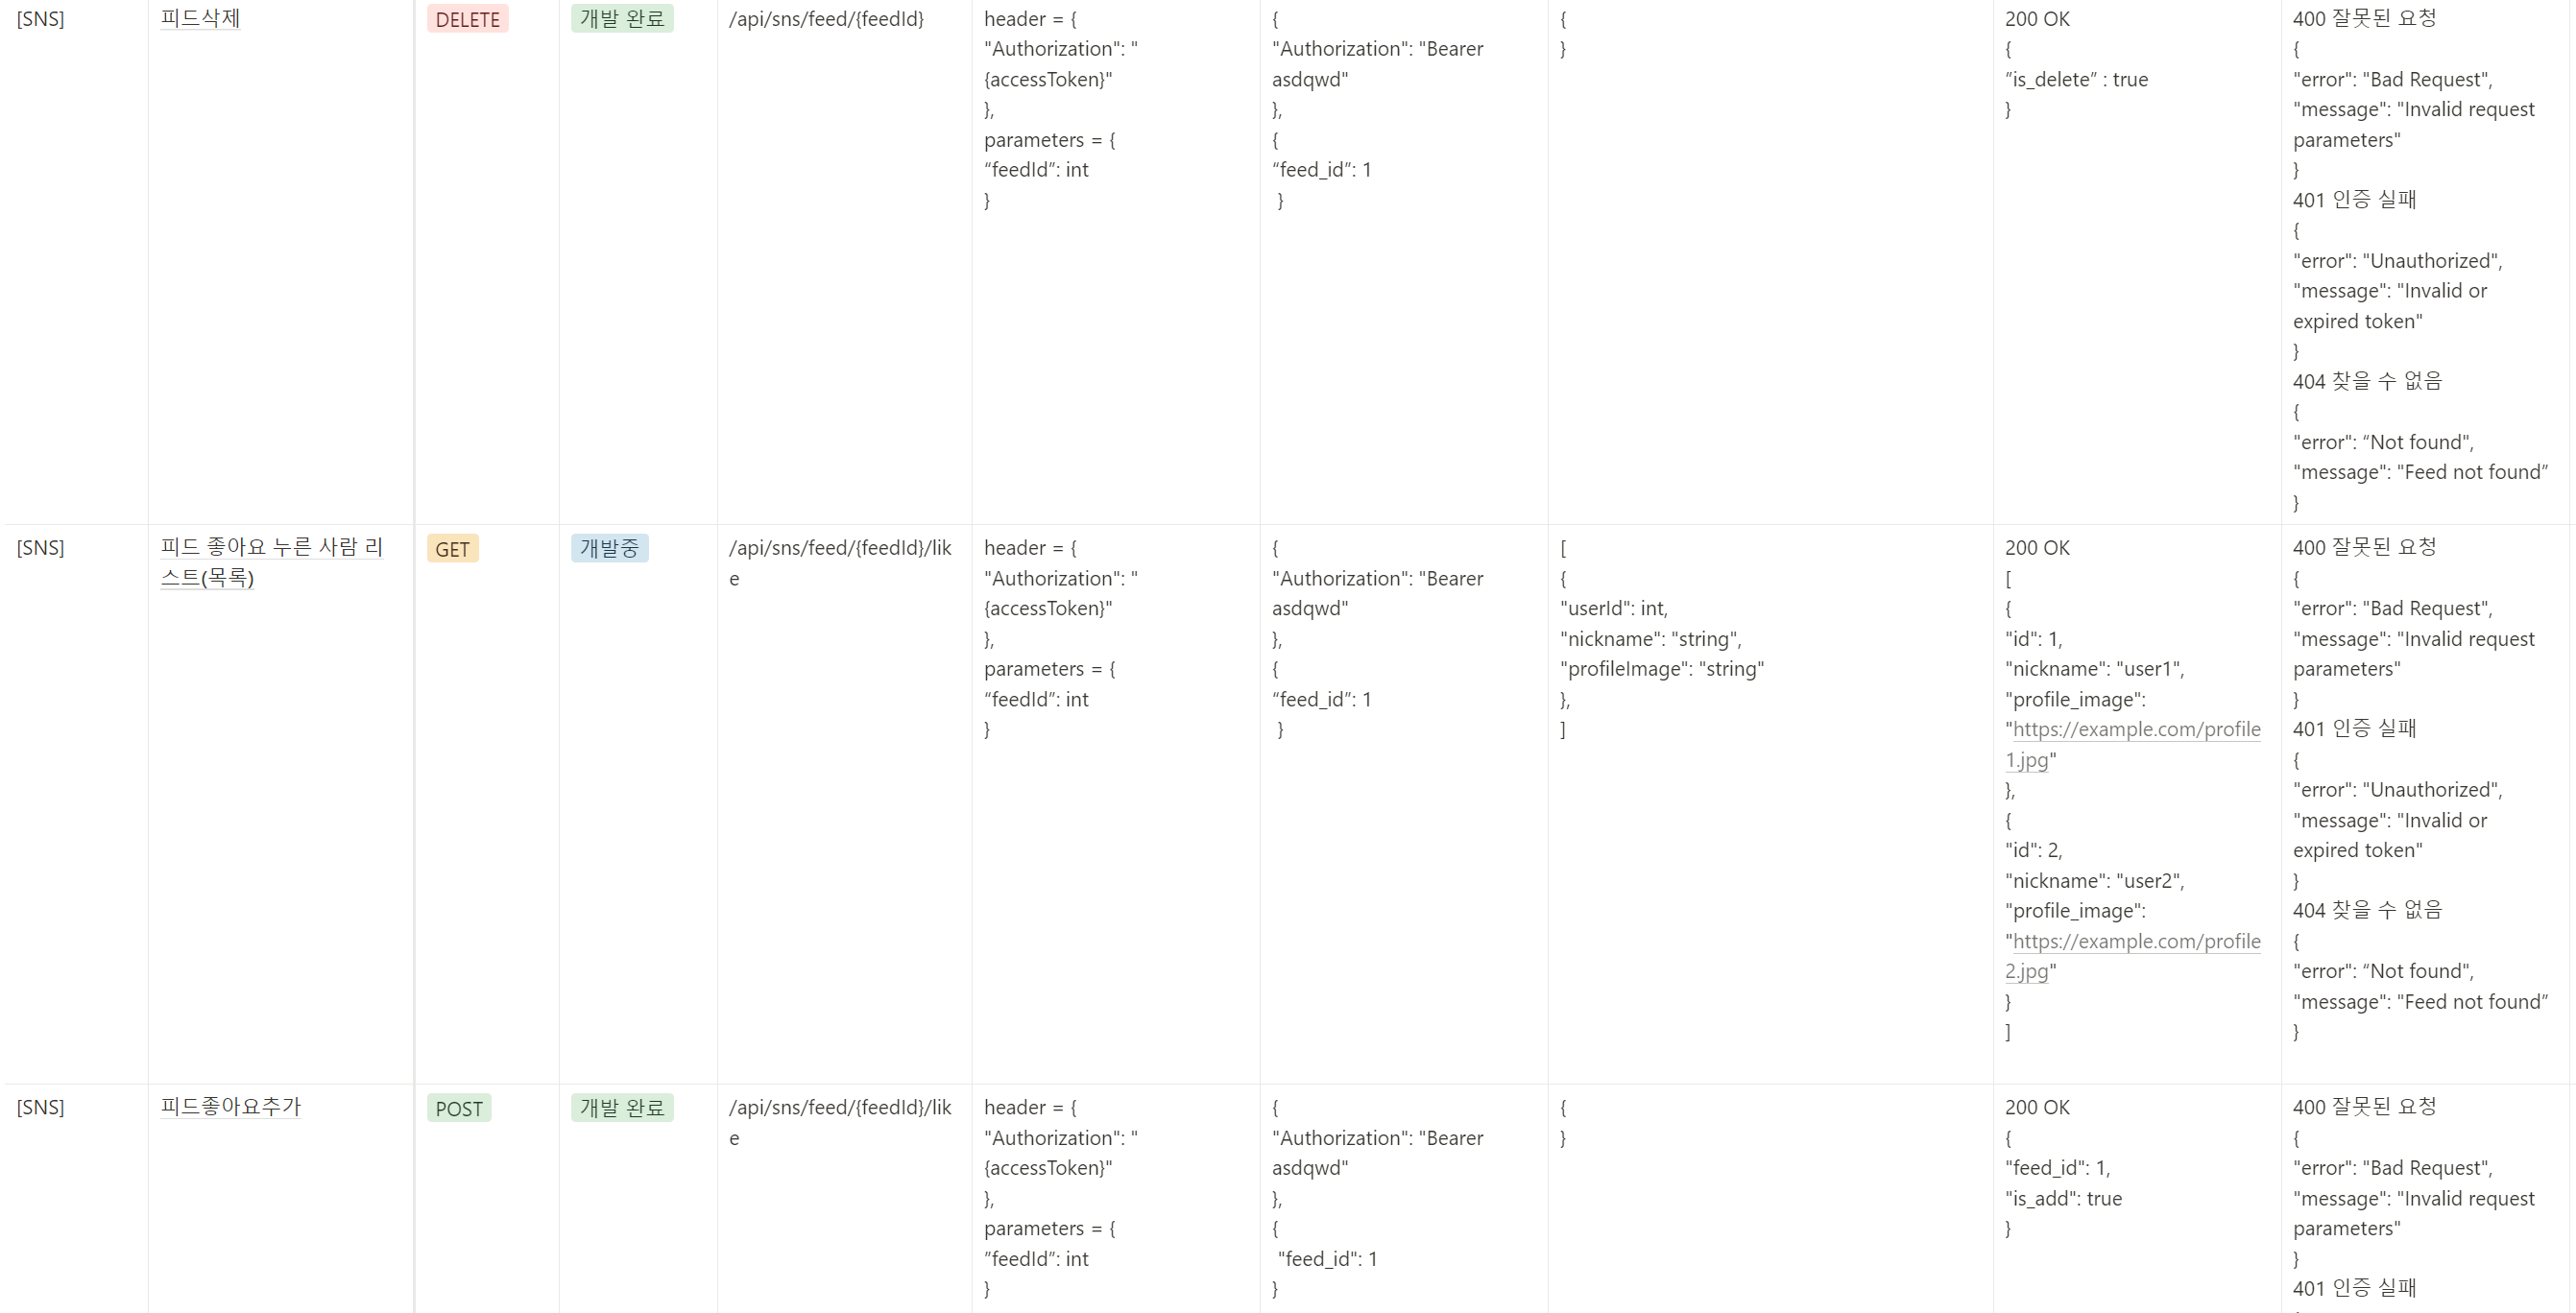 [SNS]
피드삭제
DELETE
개발 완료
/api/sns/feed/{feedId}
header = {
"Authorization": "
{accessToken}"
},
parameters = {
“feedId”: int
}
{
"Authorization": "Bearer
asdqwd"
},
{
“feed_id”: 1
}
{
}
200 OK
{
”is_delete” : true
}
400 잘못된 요청
{
"error": "Bad Request",
"message": "Invalid request
parameters"
}
401 인증 실패
{
"error": "Unauthorized",
"message": "Invalid or
expired token"
}
404 찾을 수 없음
{
"error": “Not found",
"message": "Feed not found”
}
[SNS]
피드 좋아요 누른 사람 리
스트(목록)
GET
개발중
/api/sns/feed/{feedId}/lik
e
header = {
"Authorization": "
{accessToken}"
},
parameters = {
“feedId”: int
}
{
"Authorization": "Bearer
asdqwd"
},
{
“feed_id”: 1
}
[
{
"userId": int,
"nickname": "string",
"profileImage": "string"
},
]
200 OK
[
{
"id": 1,
"nickname": "user1",
"profile_image":
"https://example.com/profile
1.jpg"
},
{
"id": 2,
"nickname": "user2",
"profile_image":
"https://example.com/profile
2.jpg"
}
]
400 잘못된 요청
{
"error": "Bad Request",
"message": "Invalid request
parameters"
}
401 인증 실패
{
"error": "Unauthorized",
"message": "Invalid or
expired token"
}
404 찾을 수 없음
{
"error": “Not found",
"message": "Feed not found”
}
[SNS]
피드좋아요추가
POST
개발 완료
/api/sns/feed/{feedId}/lik
e
header = {
"Authorization": "
{accessToken}"
},
parameters = {
”feedId”: int
}
{
"Authorization": "Bearer
asdqwd"
},
{
"feed_id": 1
}
{
}
200 OK
{
"feed_id": 1,
"is_add": true
}
400 잘못된 요청
{
"error": "Bad Request",
"message": "Invalid request
parameters"
}
401 인증 실패